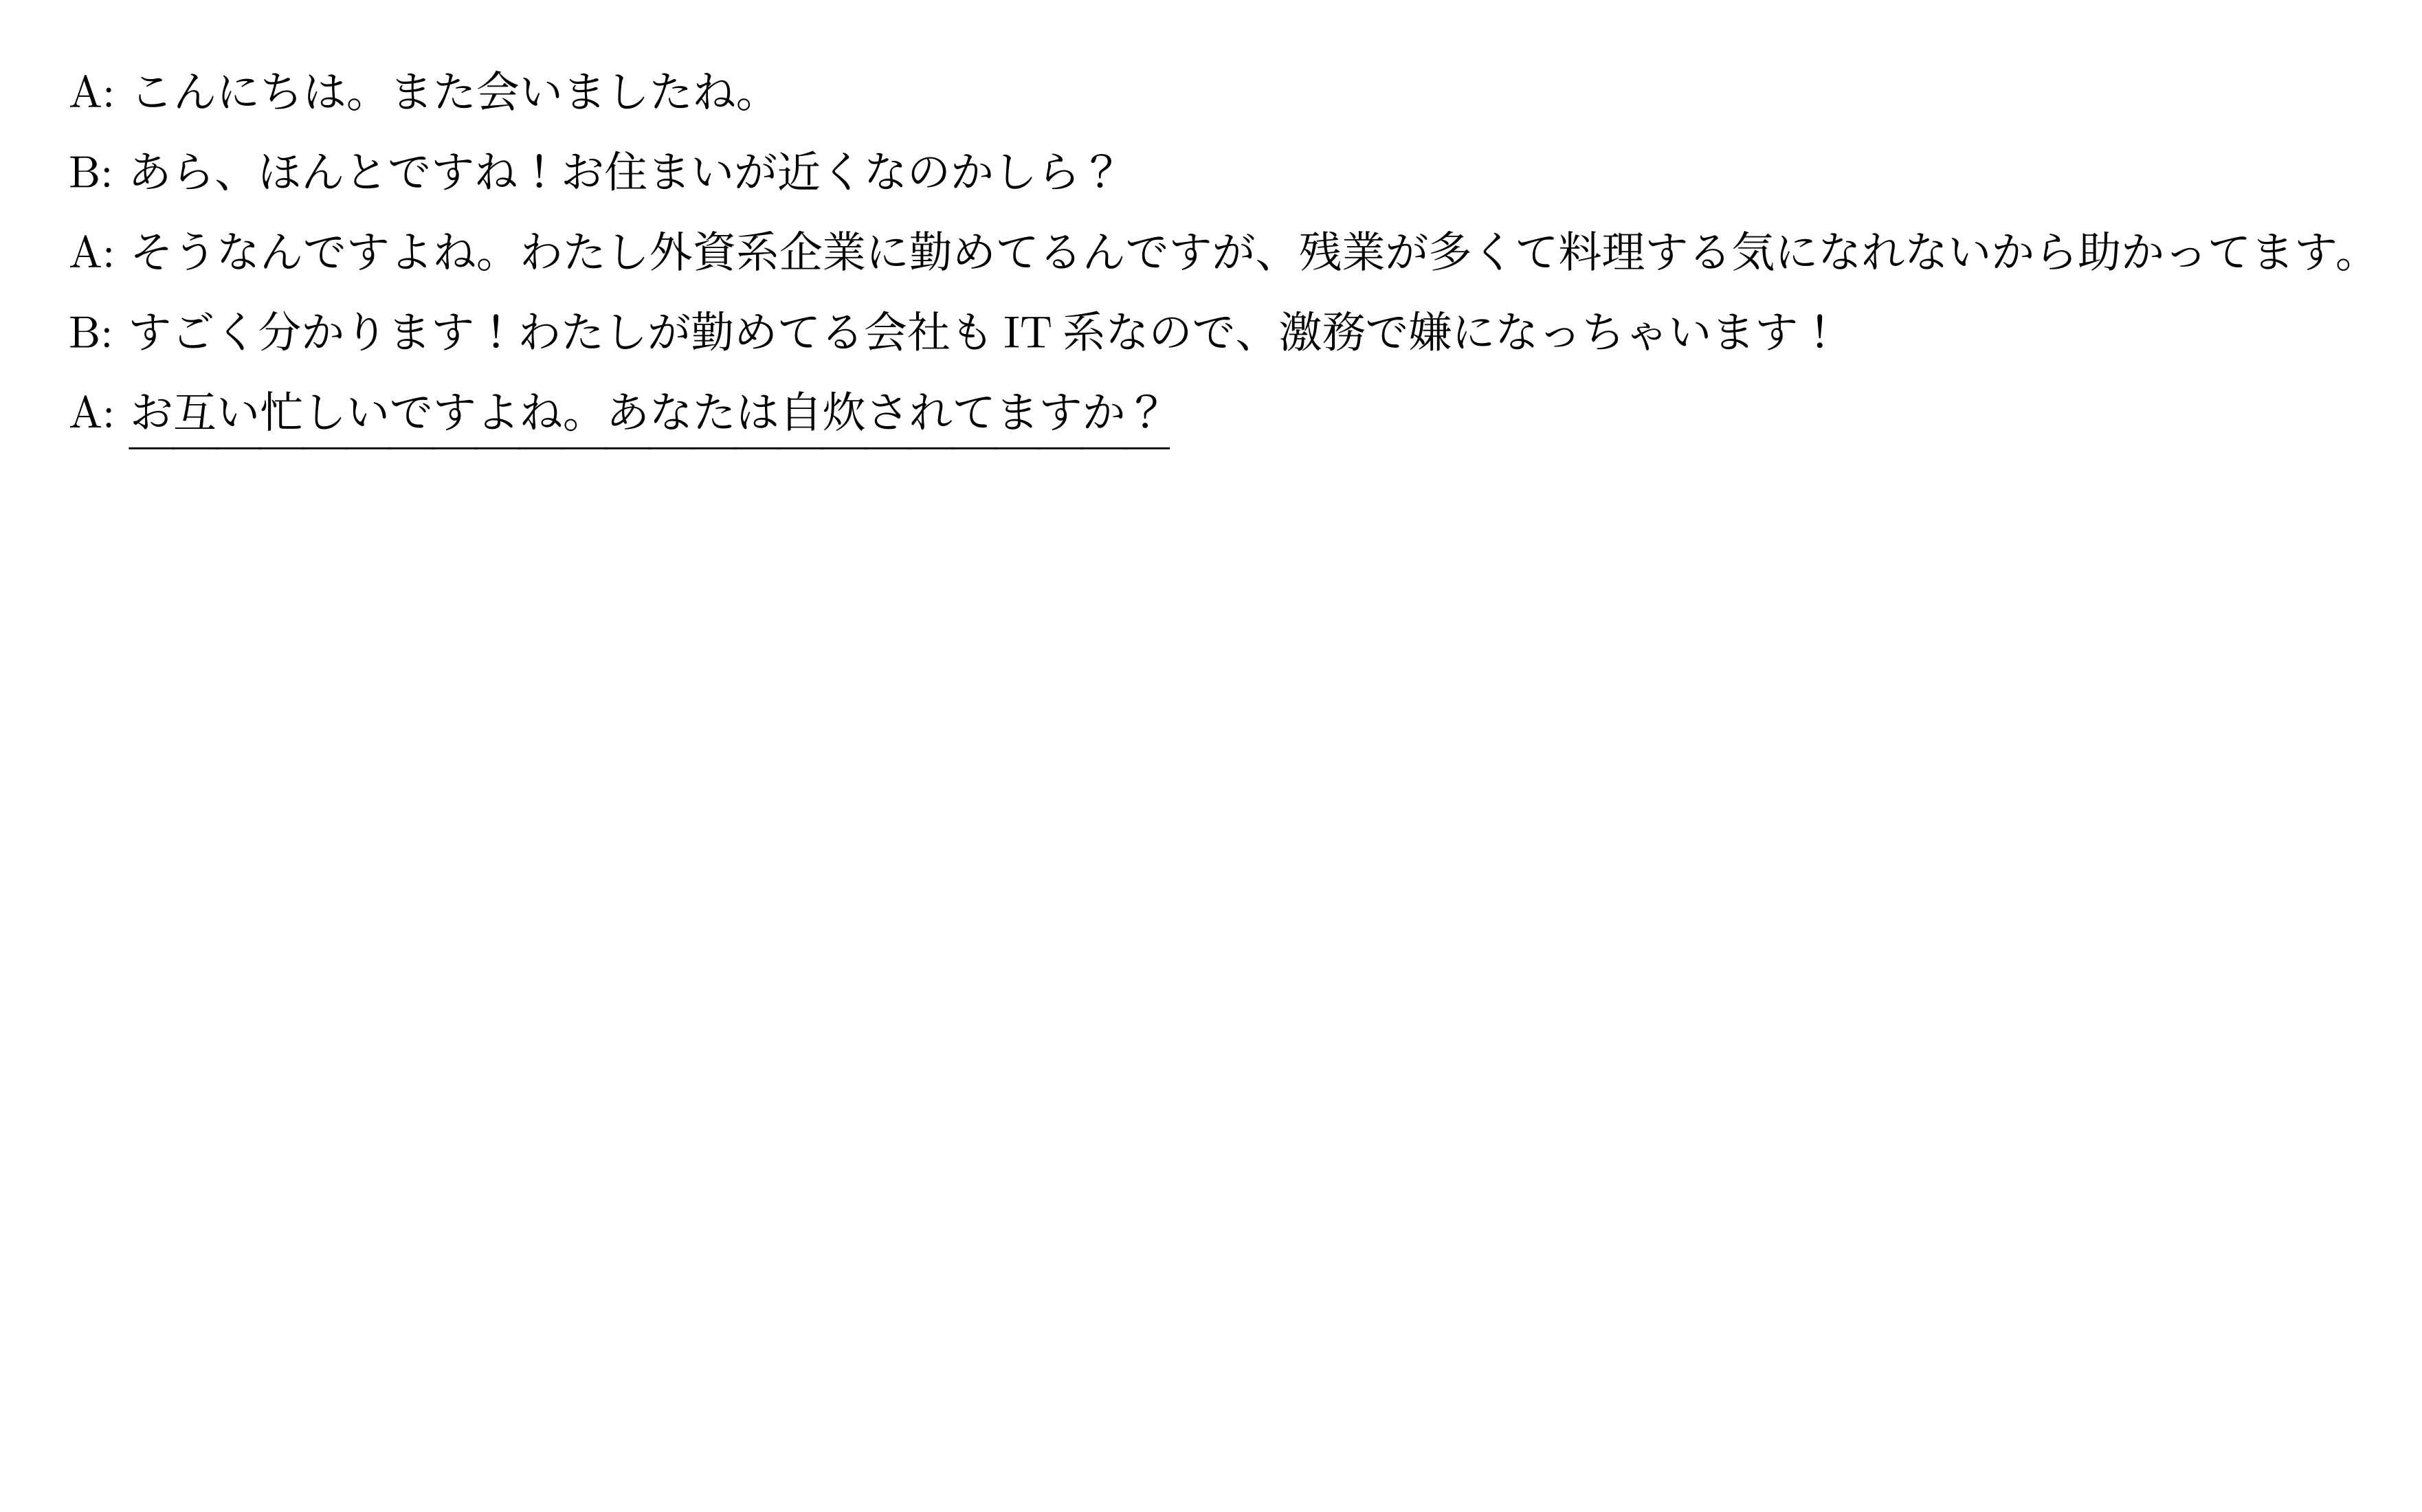 A: こんにちは。また会いましたね。
B: あら、ほんとですね！お住まいが近くなのかしら？
A: そうなんですよね。わたし外資系企業に勤めてるんですが、残業が多くて料理する気になれないから助かってます。
B: すごく分かります！わたしが勤めてる会社も IT 系なので、激務で嫌になっちゃいます！
A: お互い忙しいですよね。あなたは自炊されてますか？